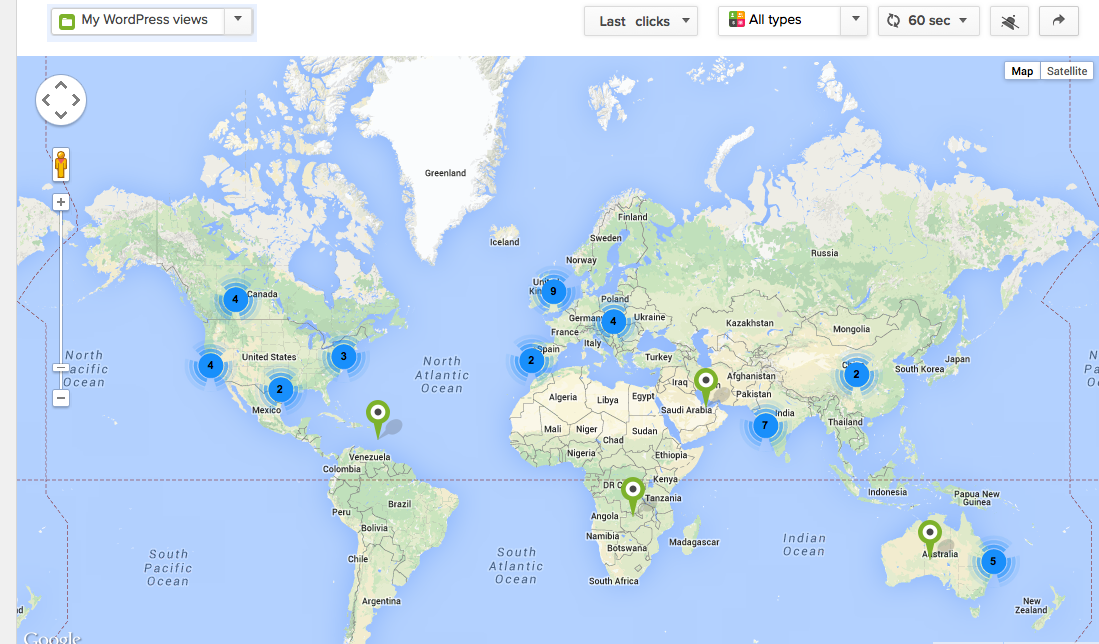 My WordPress views
Last clicks
All types
60 sec
Map
Satellite
Greenland
Iceland
Finland
Sweden
Norway
Russia
9
Poland
4
Canada
4
Germany
Ukraine
Kazakhstan
Mongolia
France
Italy
Spain
2
North
Pacific
Ocean
4
United States
3
North
Atlantic
Ocean
Turkey
Japan
South Korea
2
Afghanistan
Iraq
Pakistan
2
Mexico
Algeria
Libya
Egypt
Saudi Arabia
India
7
Thailand
Mali
Niger
Chad
Sudan
Nigeria
Ethiopia
Venezuela
Colombia
DR C
Kenya
Tanzania
Indonesia
Papua New
Guinea
Brazil
Peru
Bolivia
Angola
Namibia
Botswana
Madagascar
Indian
Ocean
Australia
5
South
Pacific
Ocean
South
Atlantic
Ocean
Chile
South Africa
Argentina
New
Zealand
Google